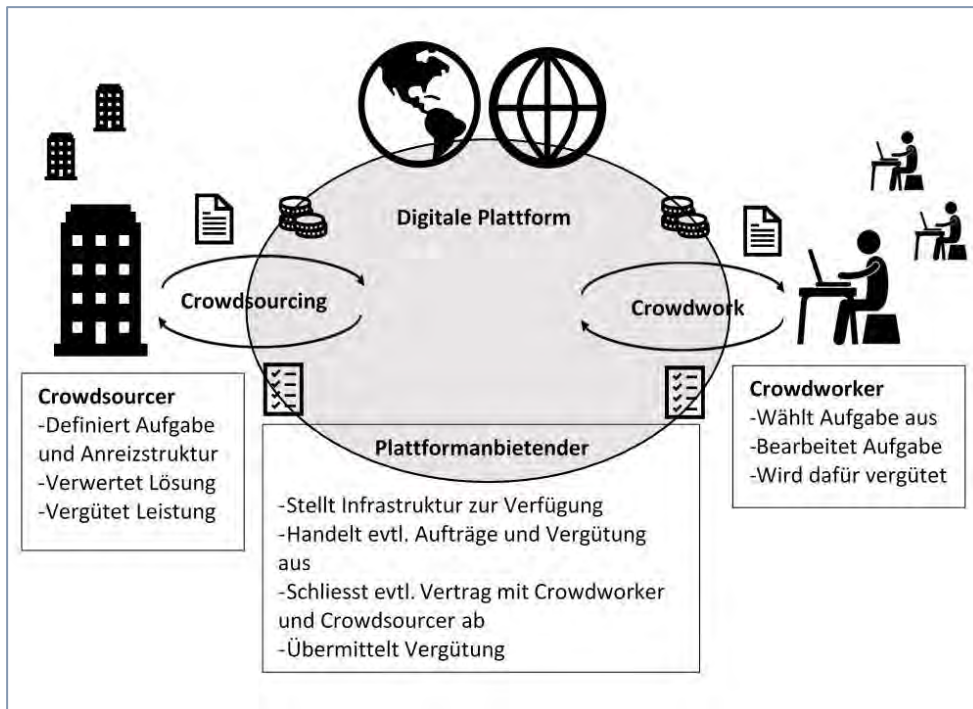 Digitale Plattform
Crowdsourcing
Crowdwork
Crowdsourcer
-Definiert Aufgabe
und Anreizstruktur
-Verwertet Lösung
-Vergütet Leistung
Plattformanbietender
-Stellt Infrastruktur zur Verfügung
-Handelt evtl. Aufträge und Vergütung
aus
-Schliesst evtl. Vertrag mit Crowdworker
und Crowdsourcer ab
-Übermittelt Vergütung
Crowdworker
-Wählt Aufgabe aus
-Bearbeitet Aufgabe
-Wird dafür vergütet